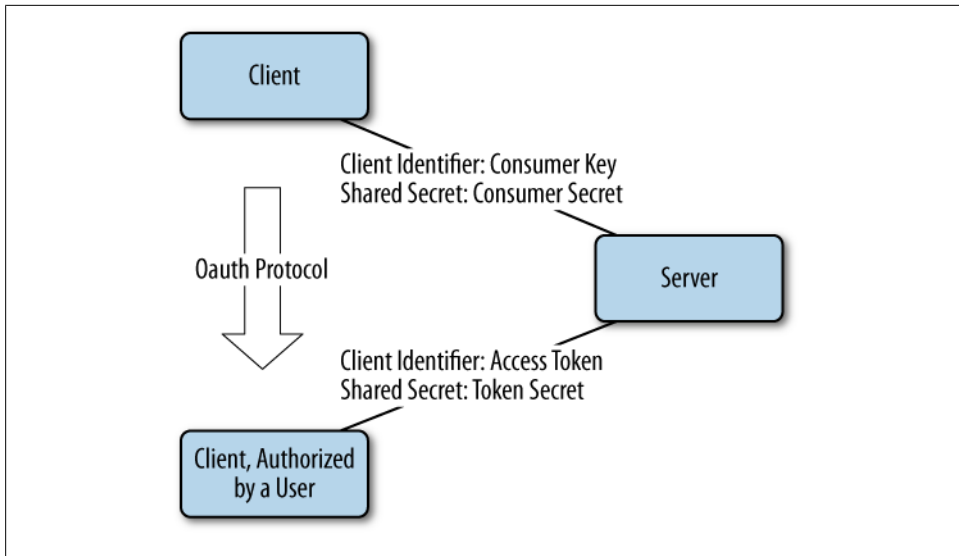 Client
Client Identifier: Consumer Key
Shared Secret: Consumer Secret
Oauth Protocol
Server
Client Identifier: Access Token
Shared Secret: Token Secret
Client, Authorized
by a User